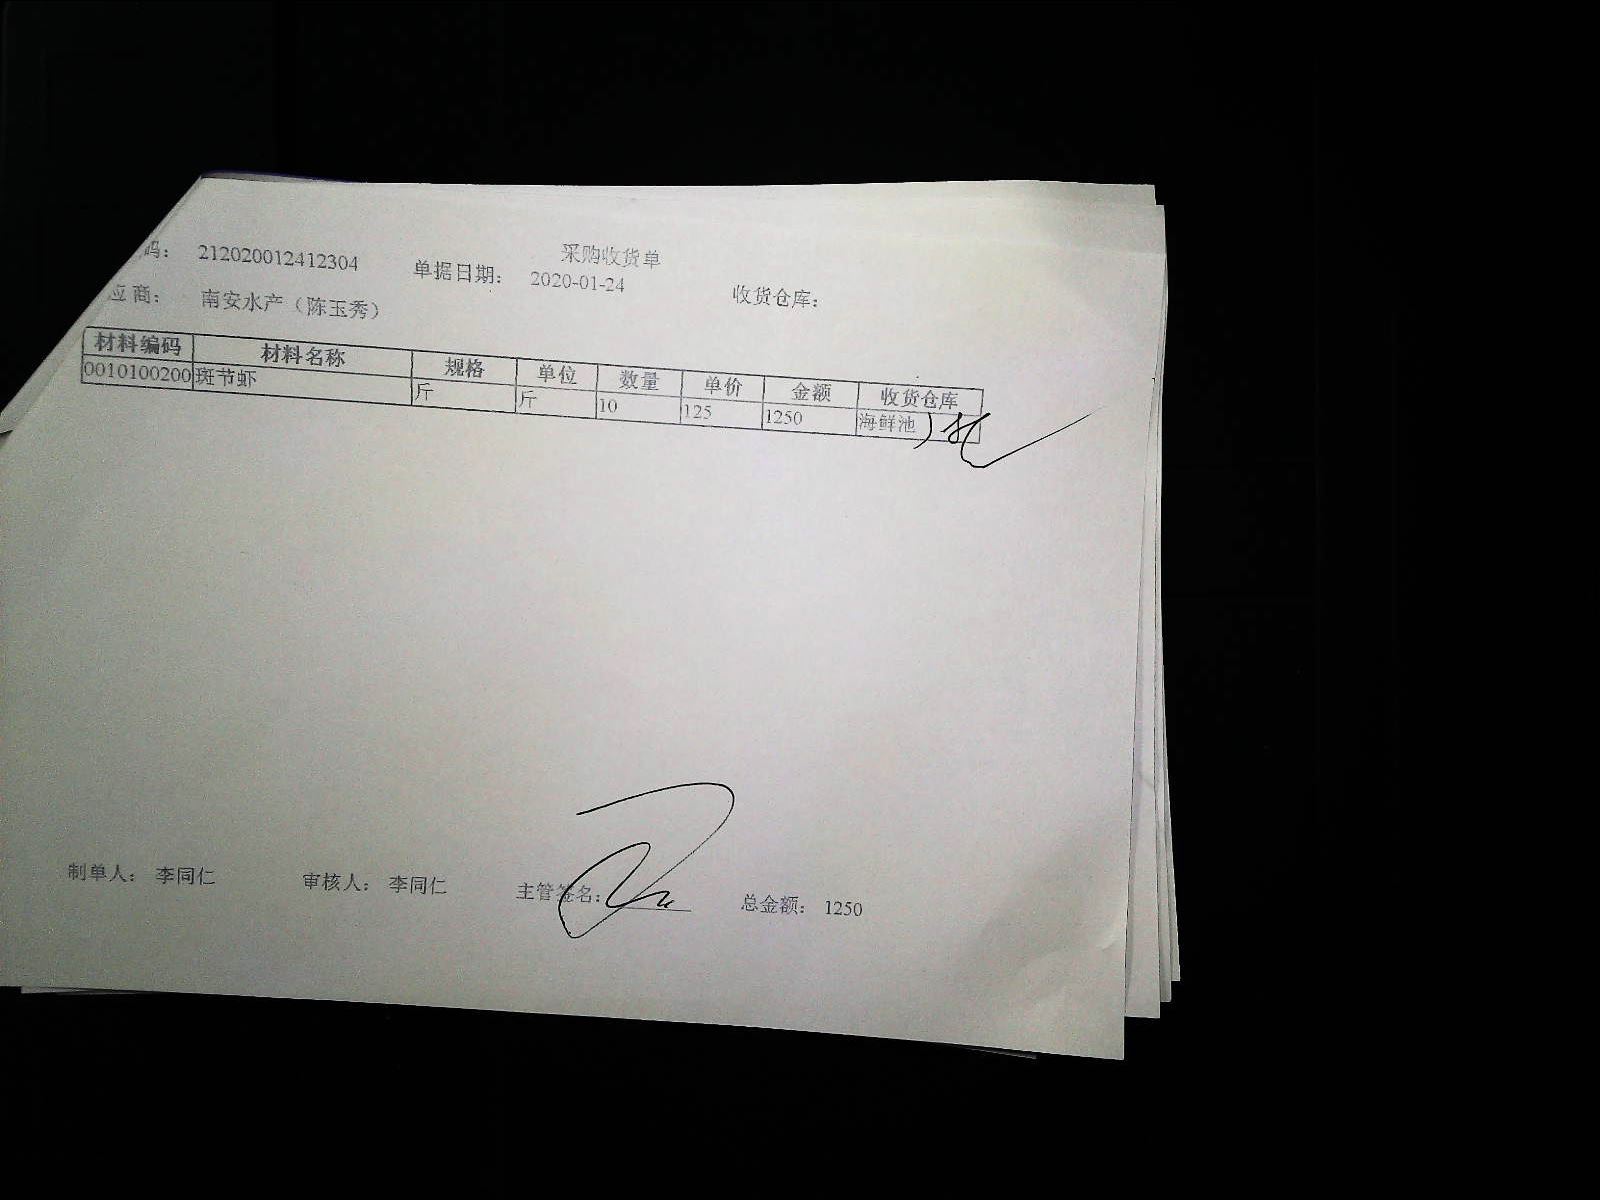 采购收货单
码: 212020012412304 单据日期: 2020-01-24 收货仓库:
应商: 南安水产（陈玉秀）
材料编码 材料名称 规格 单位 数量 单价 金额 收货仓库
0010100200 斑节虾 斤 斤 10 125 1250 海鲜池
制单人: 李同仁 审核人: 李同仁 主管签名: 总金额: 1250